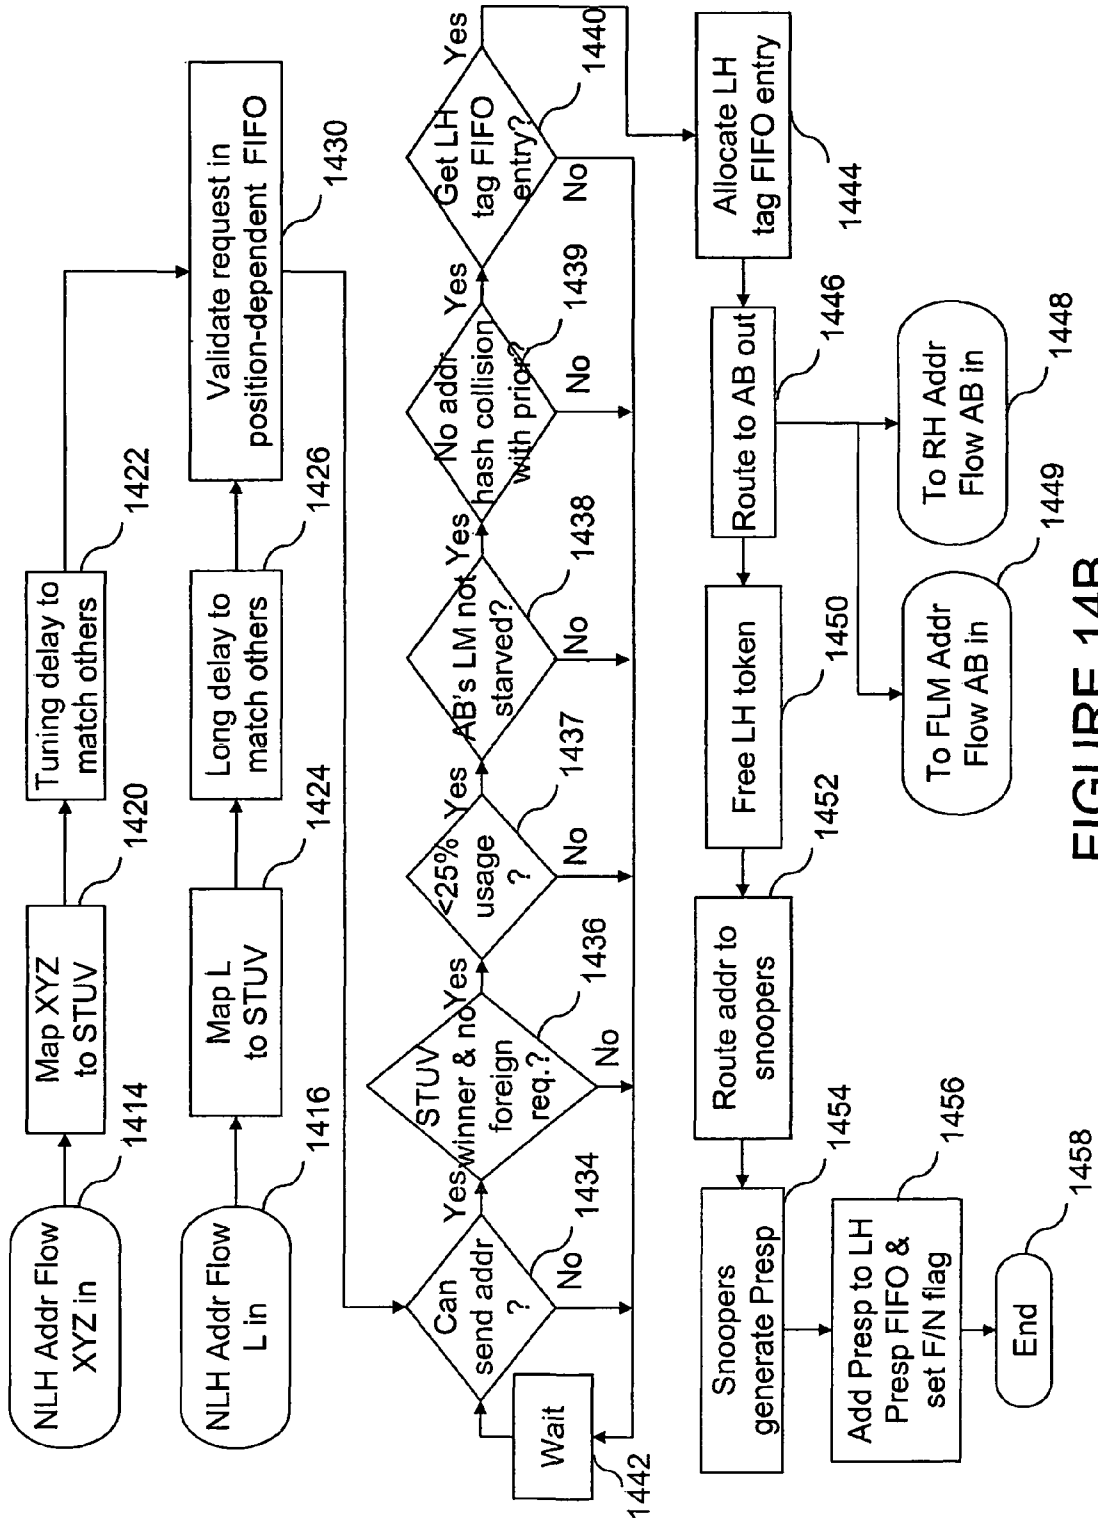 NLH Addr Flow
XYZ in
1414
Map XYZ
to STUV
1420
Tuning delay to
match others
1422
NLH Addr Flow
L in
1416
Map L
to STUV
1424
Long delay to
match others
1426
Validate request in
position-dependent FIFO
1430
Can
send addr
?
1434
Yes
No
STUV
winner & no
foreign
req.?
1436
Yes
No
<25%
usage
?
1437
Yes
No
AB's LM not
starved?
1438
Yes
No
No addr
hash collision
with prior?
1439
Yes
No
Get LH
tag FIFO
entry?
1440
Yes
No
Wait
1442
Allocate LH
tag FIFO entry
1444
Route to AB out
1446
To RH Addr
Flow AB in
1448
To FLM Addr
Flow AB in
1449
Free LH token
1450
Route addr to
snoopers
1452
Snoopers
generate Presp
1454
Add Presp to LH
Presp FIFO &
set F/N flag
1456
End
1458
FIGURE 14B